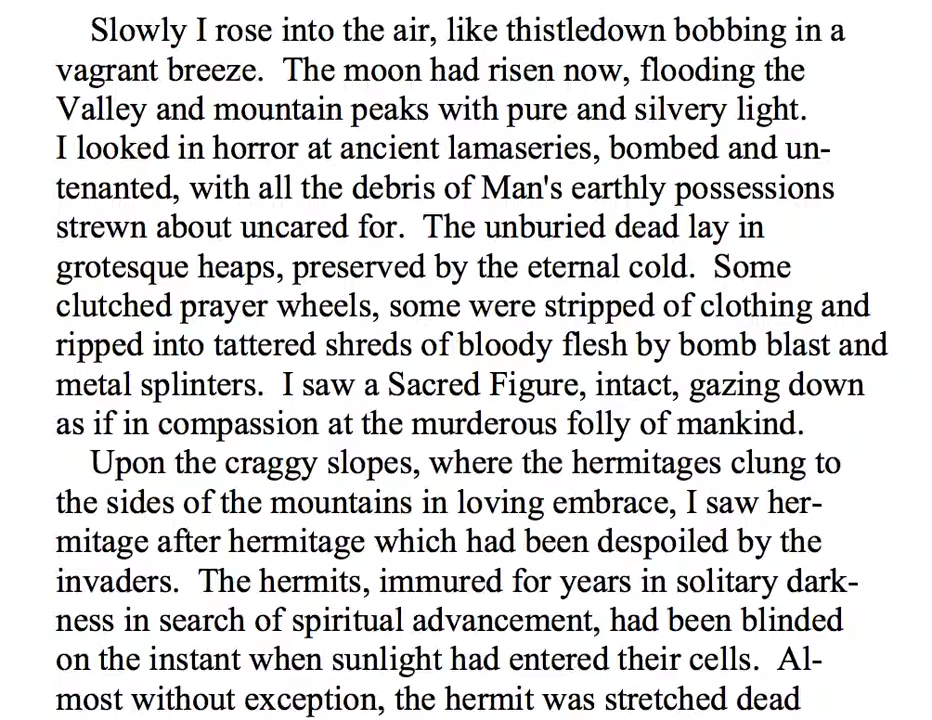 Slowly I rose into the air, like thistledown bobbing in a
vagrant breeze. The moon had risen now, flooding the
Valley and mountain peaks with pure and silvery light.
I looked in horror at ancient lamaseries, bombed and un-
tenanted, with all the debris of Man's earthly possessions
strewn about uncared for. The unburied dead lay in
grotesque heaps, preserved by the eternal cold. Some
clutched prayer wheels, some were stripped of clothing and
ripped into tattered shreds of bloody flesh by bomb blast and
metal splinters. I saw a Sacred Figure, intact, gazing down
as if in compassion at the murderous folly of mankind.
Upon the craggy slopes, where the hermitages clung to
the sides of the mountains in loving embrace, I saw her-
mitage after hermitage which had been despoiled by the
invaders. The hermits, immured for years in solitary dark-
ness in search of spiritual advancement, had been blinded
on the instant when sunlight had entered their cells. Al-
most without exception, the hermit was stretched dead